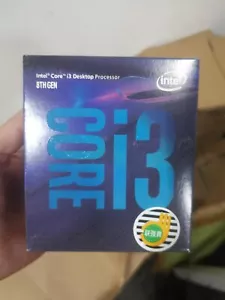 Intel® Core™ i3 Desktop Processor
8TH GEN
intel
CORE i3